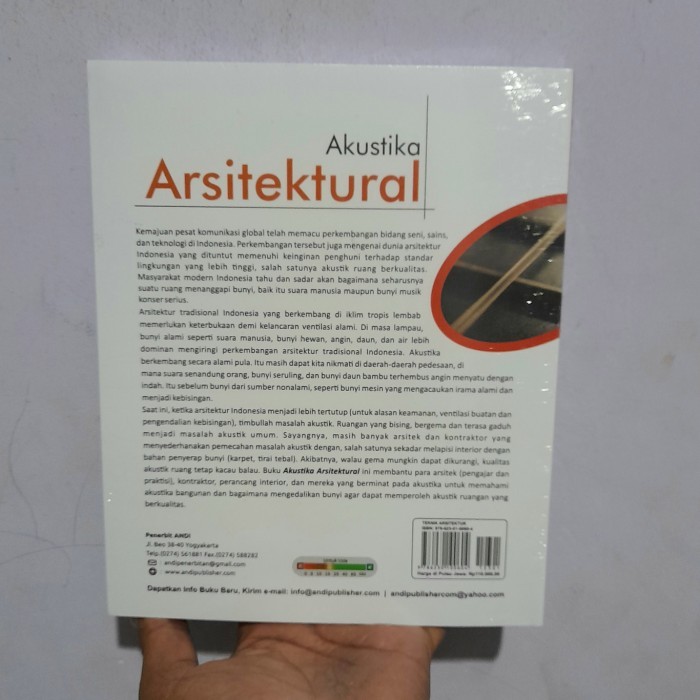 Akustika
Arsitektural
Kemajuan pesat komunikasi global telah memacu perkembangan bidang seni, sains,
dan teknologi di Indonesia. Perkembangan tersebut juga mengenai dunia arsitektur
Indonesia yang dituntut memenuhi keinginan penghuni terhadap standar
lingkungan yang lebih tinggi, salah satunya akustik ruang berkualitas.
Masyarakat modern Indonesia tahu dan sadar akan bagaimana seharusnya
suatu ruang menanggapi bunyi, baik itu suara manusia maupun bunyi musik
konser serius.
Arsitektur tradisional Indonesia yang berkembang di iklim tropis lembab
memerlukan keterbukaan demi kelancaran ventilasi alami. Di masa lampau,
bunyi alami seperti suara manusia, bunyi hewan, angin, daun, dan air lebih
dominan mengiringi perkembangan arsitektur tradisional Indonesia. Akustika
berkembang secara alami pula. Itu masih dapat kita nikmati di daerah-daerah pedesaan, di
mana suara senandung orang, bunyi seruling, dan bunyi daun bambu terhembus angin menyatu dengan
indah. Itu sebelum bunyi dari sumber nonalami, seperti bunyi mesin yang mengacaukan irama alami dan
menjadi kebisingan.
Saat ini, ketika arsitektur Indonesia menjadi lebih tertutup (untuk alasan keamanan, ventilasi buatan dan
pengendalian kebisingan), timbullah masalah akustik. Ruangan yang bising, bergema dan terasa gaduh
menjadi masalah akustik umum. Sayangnya, masih banyak arsitek dan kontraktor yang
menyederhanakan pemecahan masalah akustik dengan, salah satunya sekadar melapisi interior dengan
bahan penyerap bunyi (karpet, tirai tebal). Akibatnya, walau gema mungkin dapat dikurangi, kualitas
akustik ruang tetap kacau balau. Buku Akustika Arsitektural ini membantu para arsitek (pengajar dan
praktisi), kontraktor, perancang interior, dan mereka yang berminat pada akustika untuk memahami
akustika bangunan dan bagaimana mengedalikan bunyi agar dapat memperoleh akustik ruangan yang
berkualitas.
Penerbit ANDI
Jl. Beo 38-40 Yogyakarta
Telp.(0274) 561881 Fax.(0274) 588282
andipenerbitan@gmail.com
www.andipublisher.com
Dapatkan Info Buku Baru, Kirim e-mail: info@andipublisher.com | andipublishercom@yahoo.com
TEKNIK ARSITEKTUR